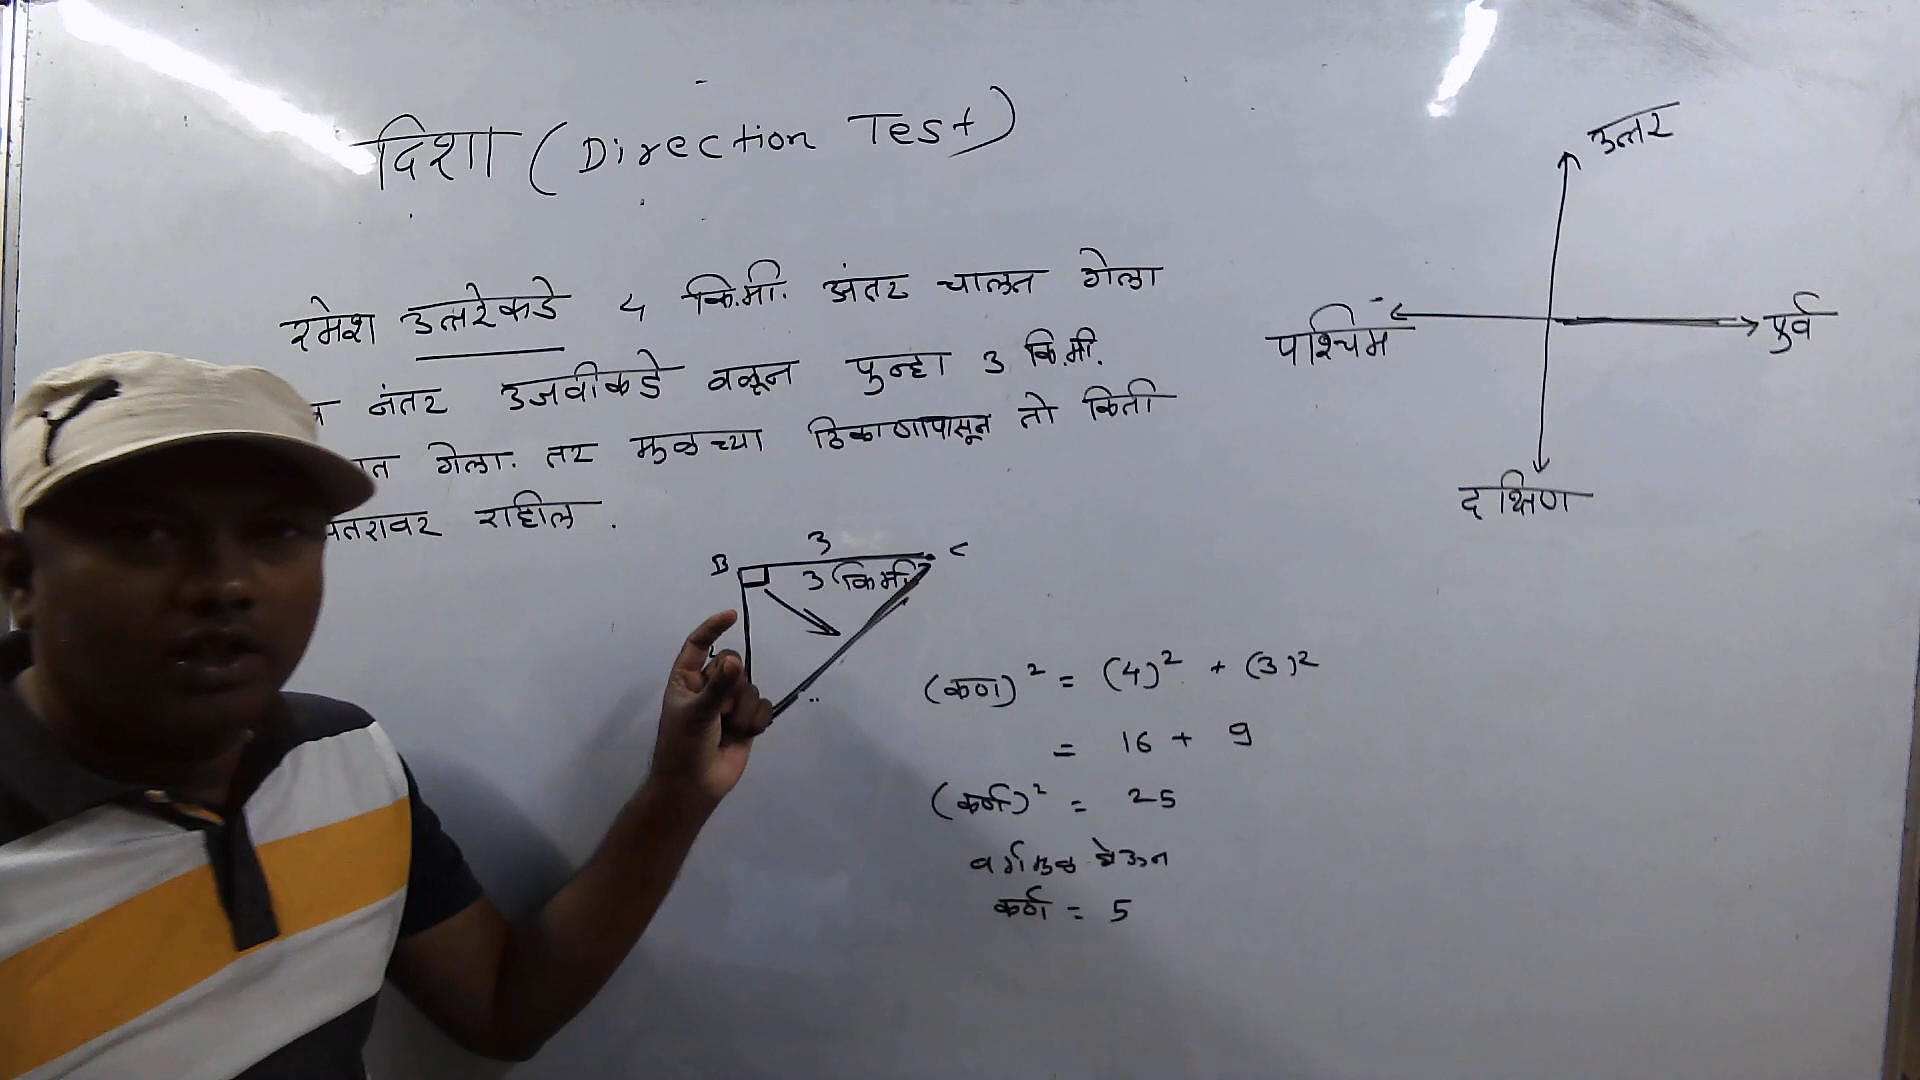 दिशा (Direction Test)
रमेश उत्तरेकडे 4 कि.मी. अंतर चालत गेला
नंतर उजवीकडे वळून पुन्हा 3 कि.मी.
गेला. तर मुळच्या ठिकाणापासून तो किती
राहील.
उत्तर
पश्चिम
पुर्व
दक्षिण
3
B
C
3 कि मी
(कर्ण)² = (4)² + (3)²
= 16 + 9
(कर्ण)² = 25
वर्गमुळ घेऊन
कर्ण = 5